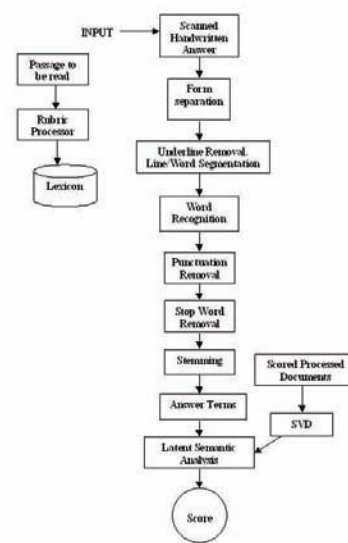 INPUT
Scanned
Handwritten
Answer
Passage to
be read
Form
separation
Rubric
Processor
Underline Removal.
Line/Word Segmentation
Lexicon
Word
Recognition
Punctuation
Removal
Stop Word
Removal
Stemming
Scored Processed
Documents
Answer Terms
SVD
Latent Semantic
Analysis
Score